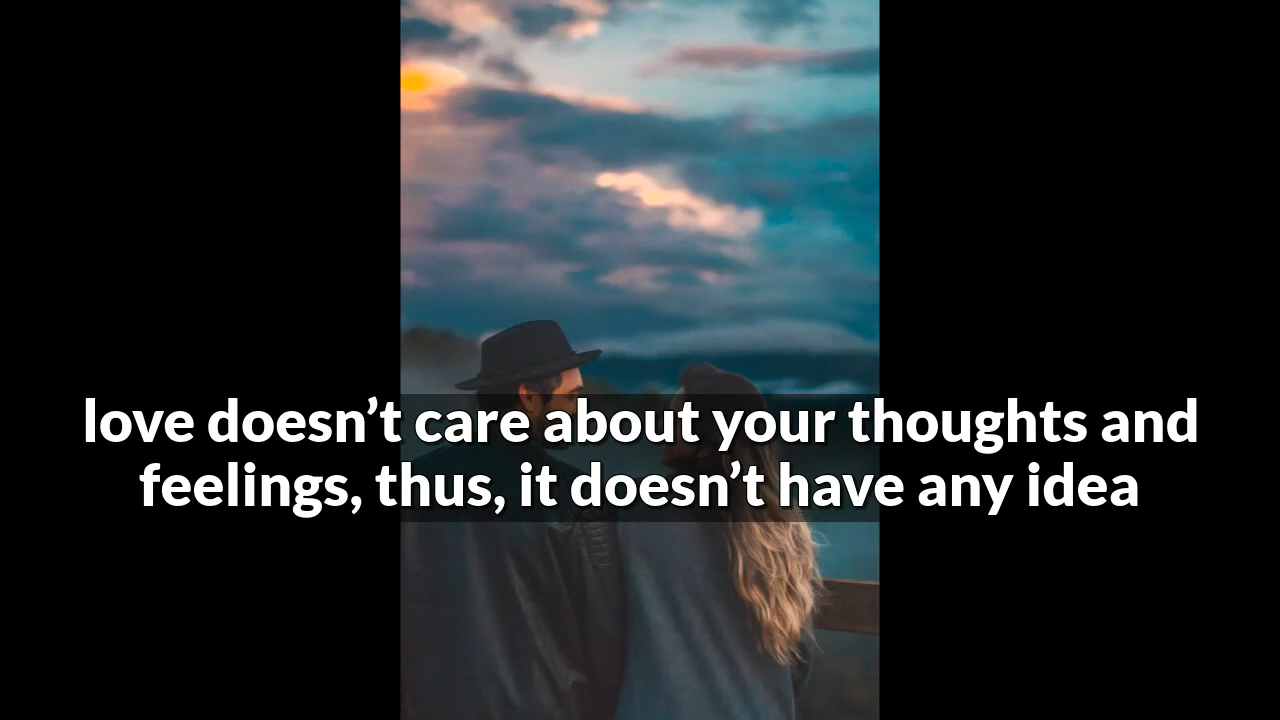 love doesn’t care about your thoughts and
feelings, thus, it doesn’t have any idea